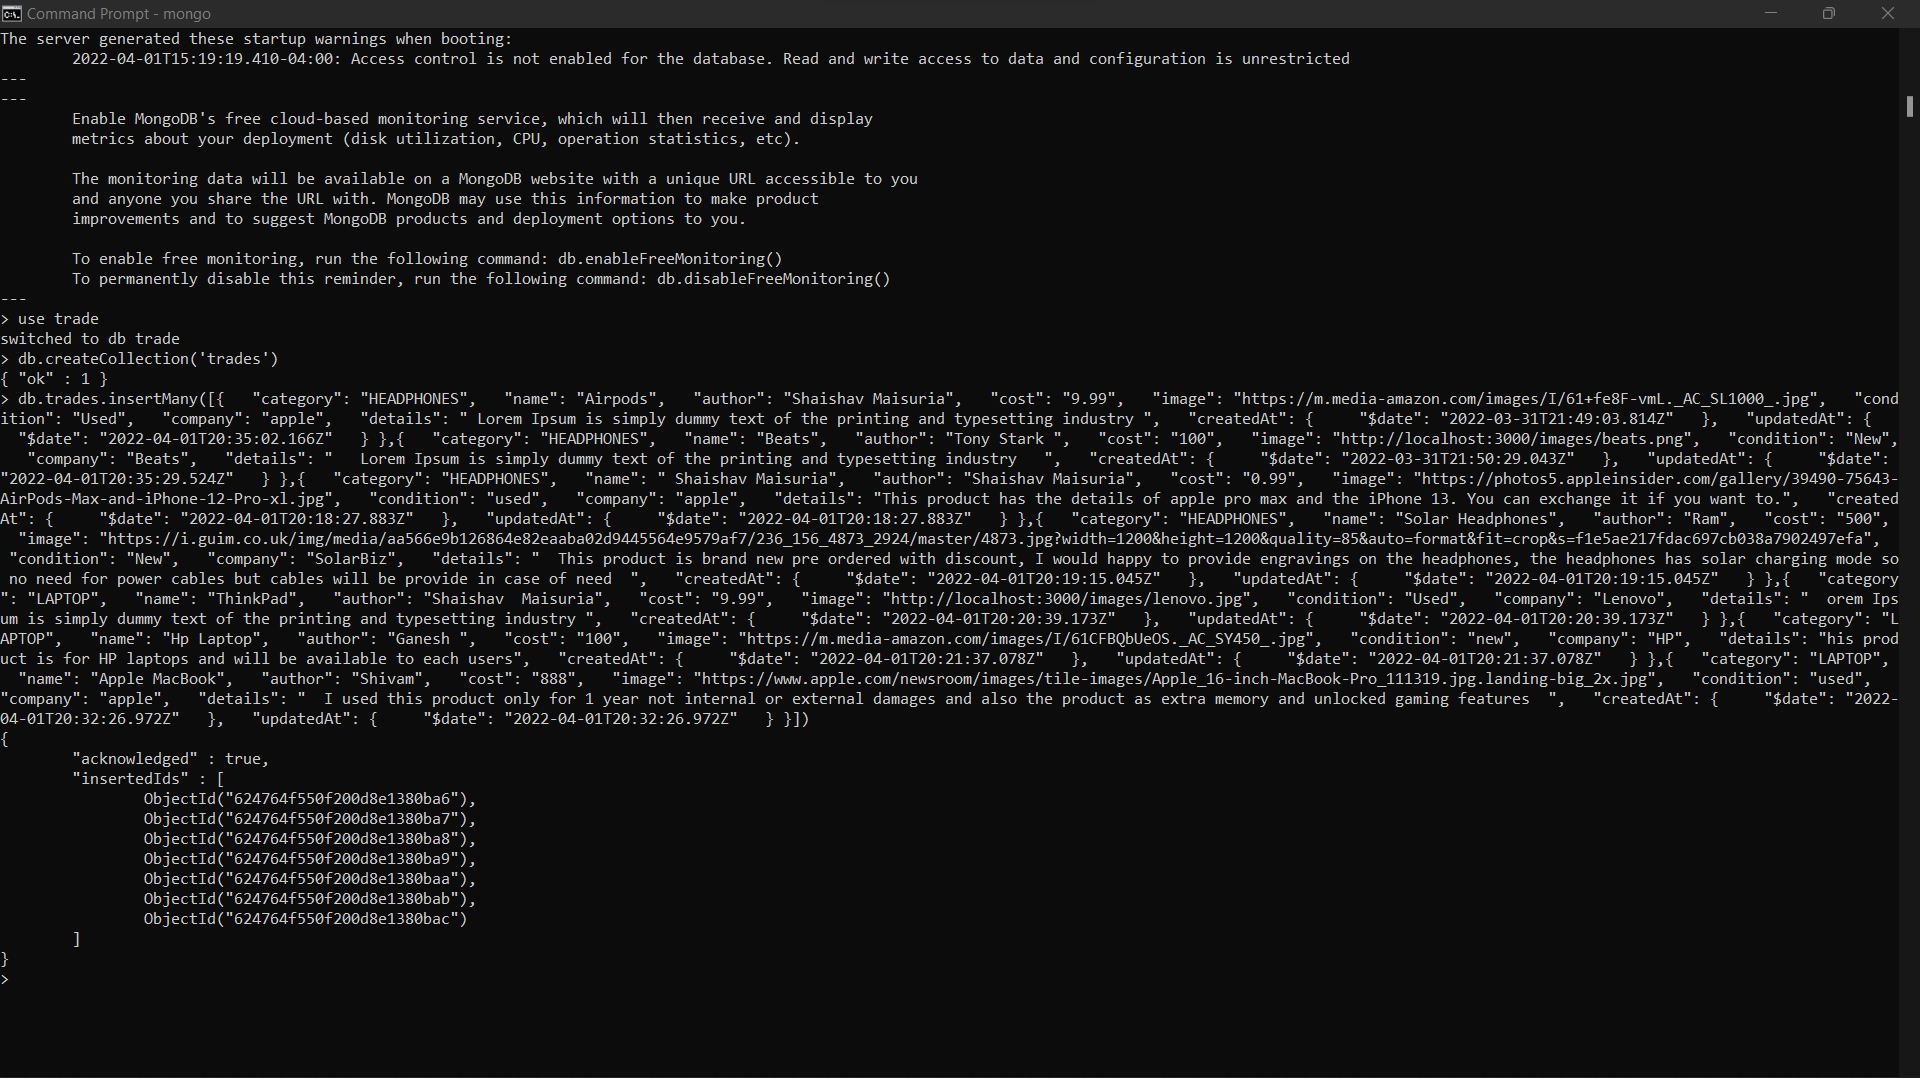 Command Prompt - mongo
The server generated these startup warnings when booting:
        2022-04-01T15:19:19.410-04:00: Access control is not enabled for the database. Read and write access to data and configuration is unrestricted
---
---
        Enable MongoDB's free cloud-based monitoring service, which will then receive and display
        metrics about your deployment (disk utilization, CPU, operation statistics, etc).

        The monitoring data will be available on a MongoDB website with a unique URL accessible to you
        and anyone you share the URL with. MongoDB may use this information to make product
        improvements and to suggest MongoDB products and deployment options to you.

        To enable free monitoring, run the following command: db.enableFreeMonitoring()
        To permanently disable this reminder, run the following command: db.disableFreeMonitoring()
---
> use trade
switched to db trade
> db.createCollection('trades')
{ "ok" : 1 }
> db.trades.insertMany([{   "category": "HEADPHONES",   "name": "Airpods",   "author": "Shaishav Maisuria",   "cost": "9.99",   "image": "https://m.media-amazon.com/images/I/61+fe8F-vmL._AC_SL1000_.jpg",   "cond
ition": "Used",   "company": "apple",   "details": " Lorem Ipsum is simply dummy text of the printing and typesetting industry ",   "createdAt": {     "$date": "2022-03-31T21:49:03.814Z"   },   "updatedAt": {
  "$date": "2022-04-01T20:35:02.166Z"   } },{   "category": "HEADPHONES",   "name": "Beats",   "author": "Tony Stark ",   "cost": "100",   "image": "http://localhost:3000/images/beats.png",   "condition": "New",
   "company": "Beats",   "details": "   Lorem Ipsum is simply dummy text of the printing and typesetting industry   ",   "createdAt": {     "$date": "2022-03-31T21:50:29.043Z"   },   "updatedAt": {     "$date":
"2022-04-01T20:35:29.524Z"   } },{   "category": "HEADPHONES",   "name": " Shaishav Maisuria",   "author": "Shaishav Maisuria",   "cost": "0.99",   "image": "https://photos5.appleinsider.com/gallery/39490-75643-
AirPods-Max-and-iPhone-12-Pro-xl.jpg",   "condition": "used",   "company": "apple",   "details": "This product has the details of apple pro max and the iPhone 13. You can exchange it if you want to.",   "created
At": {     "$date": "2022-04-01T20:18:27.883Z"   },   "updatedAt": {     "$date": "2022-04-01T20:18:27.883Z"   } },{   "category": "HEADPHONES",   "name": "Solar Headphones",   "author": "Ram",   "cost": "500",
  "image": "https://i.guim.co.uk/img/media/aa566e9b126864e82eaaba02d9445564e9579af7/236_156_4873_2924/master/4873.jpg?width=1200&height=1200&quality=85&auto=format&fit=crop&s=f1e5ae217fdac697cb038a7902497efa",
 "condition": "New",   "company": "SolarBiz",   "details": "  This product is brand new pre ordered with discount, I would happy to provide engravings on the headphones, the headphones has solar charging mode so
 no need for power cables but cables will be provide in case of need  ",   "createdAt": {     "$date": "2022-04-01T20:19:15.045Z"   },   "updatedAt": {     "$date": "2022-04-01T20:19:15.045Z"   } },{   "category
": "LAPTOP",   "name": "ThinkPad",   "author": "Shaishav  Maisuria",   "cost": "9.99",   "image": "http://localhost:3000/images/lenovo.jpg",   "condition": "Used",   "company": "Lenovo",   "details": "  orem Ips
um is simply dummy text of the printing and typesetting industry ",   "createdAt": {     "$date": "2022-04-01T20:20:39.173Z"   },   "updatedAt": {     "$date": "2022-04-01T20:20:39.173Z"   } },{   "category": "L
APTOP",   "name": "Hp Laptop",   "author": "Ganesh ",   "cost": "100",   "image": "https://m.media-amazon.com/images/I/61CFBQbUeOS._AC_SY450_.jpg",   "condition": "new",   "company": "HP",   "details": "his prod
uct is for HP laptops and will be available to each users",   "createdAt": {     "$date": "2022-04-01T20:21:37.078Z"   },   "updatedAt": {     "$date": "2022-04-01T20:21:37.078Z"   } },{   "category": "LAPTOP",
  "name": "Apple MacBook",   "author": "Shivam",   "cost": "888",   "image": "https://www.apple.com/newsroom/images/tile-images/Apple_16-inch-MacBook-Pro_111319.jpg.landing-big_2x.jpg",   "condition": "used",
"company": "apple",   "details": "  I used this product only for 1 year not internal or external damages and also the product as extra memory and unlocked gaming features  ",   "createdAt": {     "$date": "2022-
04-01T20:32:26.972Z"   },   "updatedAt": {     "$date": "2022-04-01T20:32:26.972Z"   } }])
{
        "acknowledged" : true,
        "insertedIds" : [
                ObjectId("624764f550f200d8e1380ba6"),
                ObjectId("624764f550f200d8e1380ba7"),
                ObjectId("624764f550f200d8e1380ba8"),
                ObjectId("624764f550f200d8e1380ba9"),
                ObjectId("624764f550f200d8e1380baa"),
                ObjectId("624764f550f200d8e1380bab"),
                ObjectId("624764f550f200d8e1380bac")
        ]
}
>